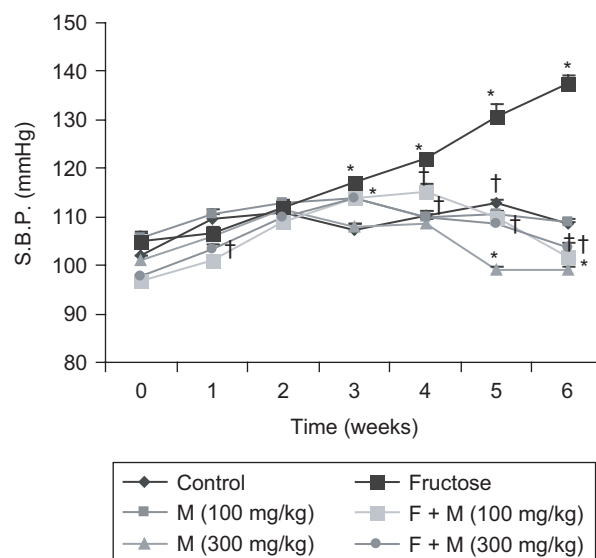 150
140
130
120
110
100
90
80
S.B.P. (mmHg)
* * * * * † † † † † * † † *
0 1 2 3 4 5 6
Time (weeks)
Control Fructose
M (100 mg/kg) F + M (100 mg/kg)
M (300 mg/kg) F + M (300 mg/kg)